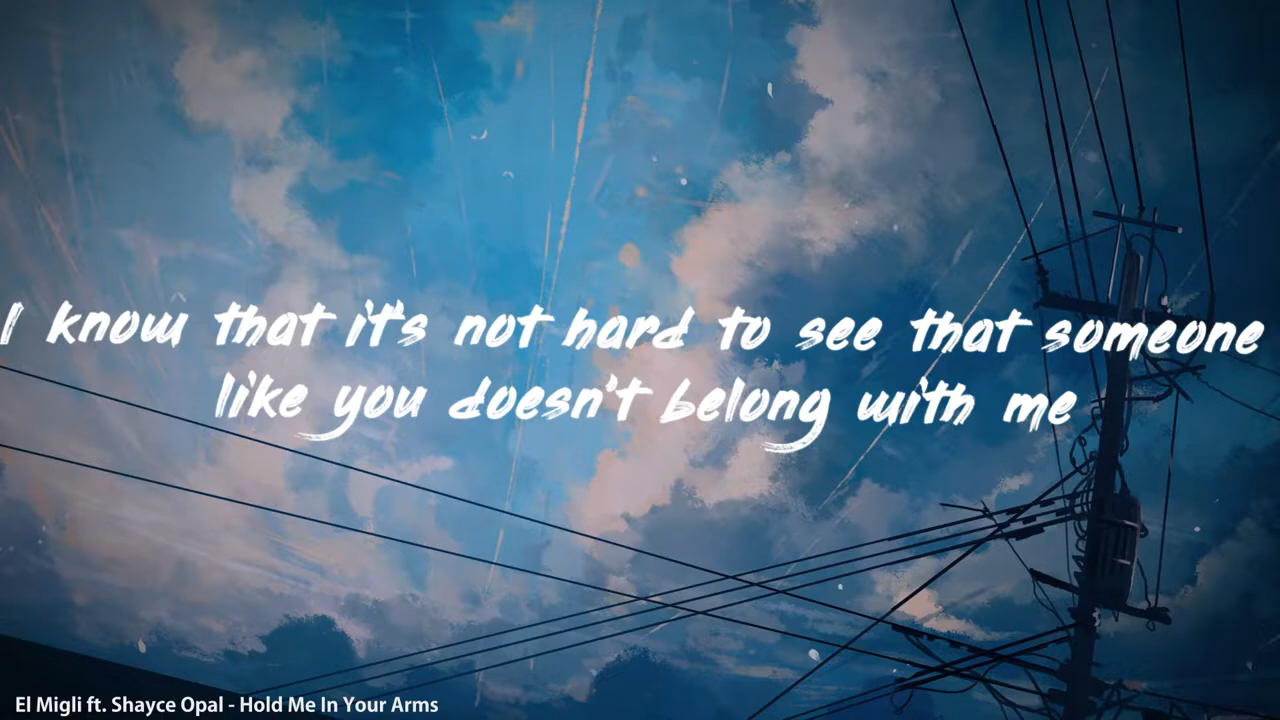 I know that it's not hard to see that someone
like you doesn't belong with me
El Migli ft. Shayce Opal - Hold Me In Your Arms